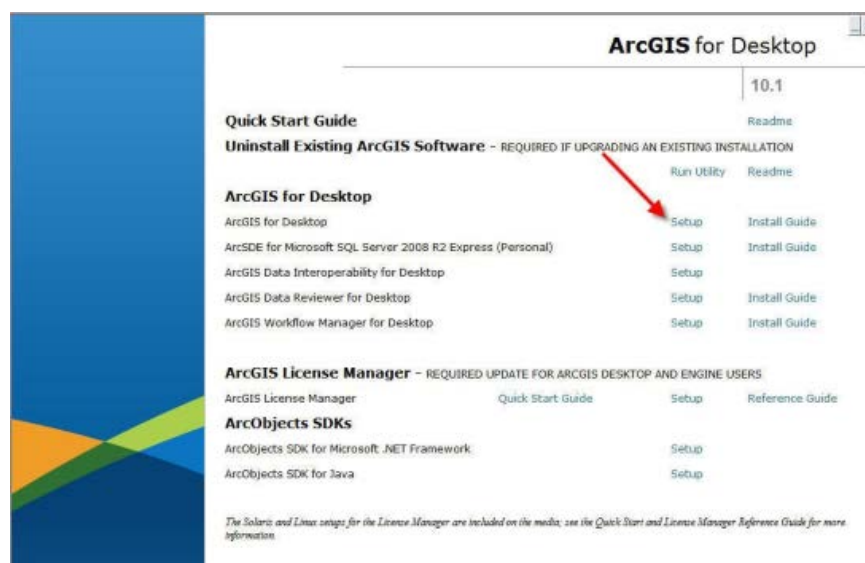 ArcGIS for Desktop
10.1
Quick Start Guide Readme
Uninstall Existing ArcGIS Software - REQUIRED IF UPGRADING AN EXISTING INSTALLATION
Run Utility Readme
ArcGIS for Desktop
ArcGIS for Desktop Setup Install Guide
ArcSDE for Microsoft SQL Server 2008 R2 Express (Personal) Setup Install Guide
ArcGIS Data Interoperability for Desktop Setup
ArcGIS Data Reviewer for Desktop Setup Install Guide
ArcGIS Workflow Manager for Desktop Setup Install Guide
ArcGIS License Manager - REQUIRED UPDATE FOR ARCGIS DESKTOP AND ENGINE USERS
ArcGIS License Manager Quick Start Guide Setup Reference Guide
ArcObjects SDKs
ArcObjects SDK for Microsoft .NET Framework Setup
ArcObjects SDK for Java Setup
The Solaris and Linux setups for the License Manager are included on the media; see the Quick Start and License Manager Reference Guide for more
information.